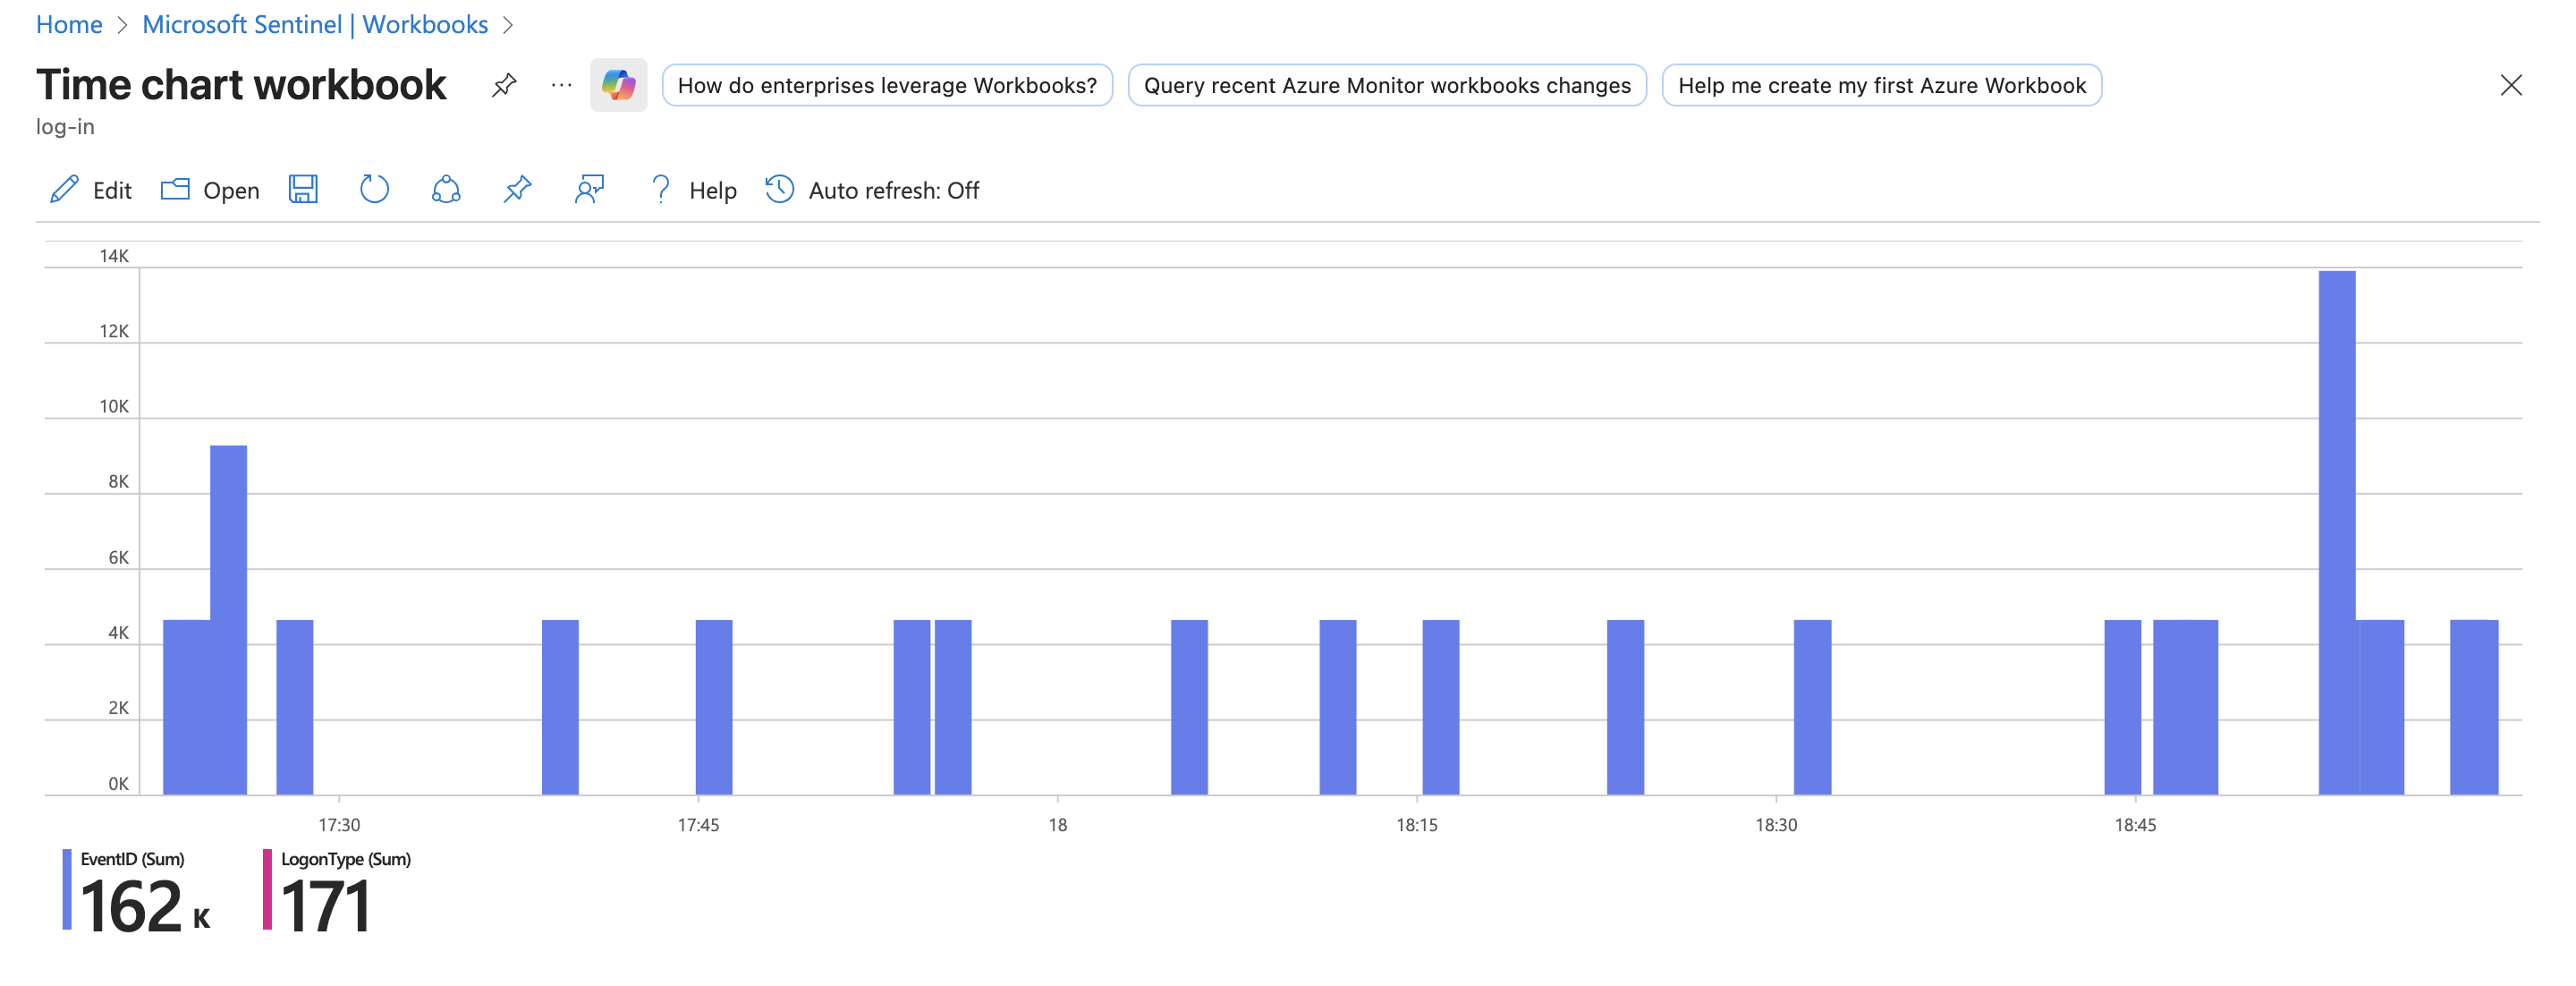 Home > Microsoft Sentinel | Workbooks >
Time chart workbook ... How do enterprises leverage Workbooks? Query recent Azure Monitor workbooks changes Help me create my first Azure Workbook
log-in
Edit Open Help Auto refresh: Off
14K
12K
10K
8K
6K
4K
2K
0K
17:30 17:45 18 18:15 18:30 18:45
EventID (Sum) LogonType (Sum)
162 K 171